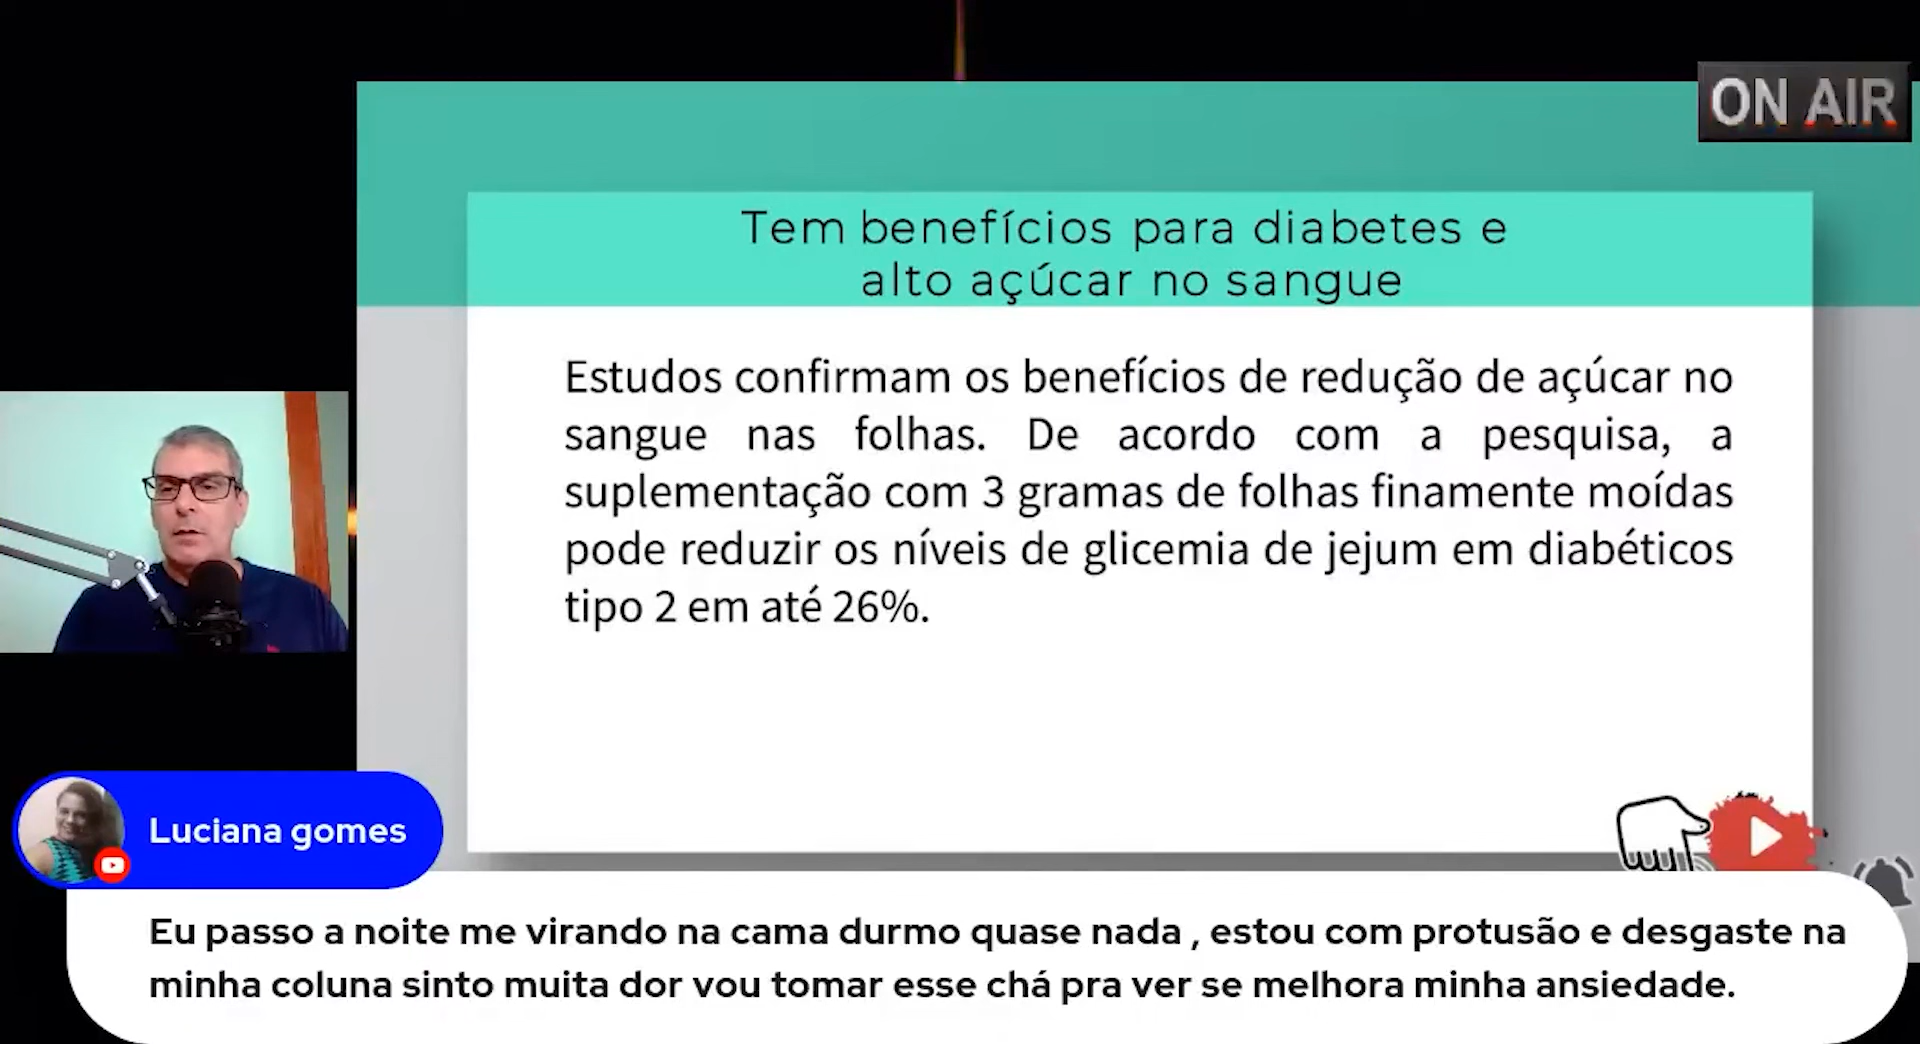 ON AIR
Tem benefícios para diabetes e
alto açúcar no sangue
Estudos confirmam os benefícios de redução de açúcar no
sangue nas folhas. De acordo com a pesquisa, a
suplementação com 3 gramas de folhas finamente moídas
pode reduzir os níveis de glicemia de jejum em diabéticos
tipo 2 em até 26%.
Luciana gomes
Eu passo a noite me virando na cama durmo quase nada , estou com protusão e desgaste na
minha coluna sinto muita dor vou tomar esse chá pra ver se melhora minha ansiedade.